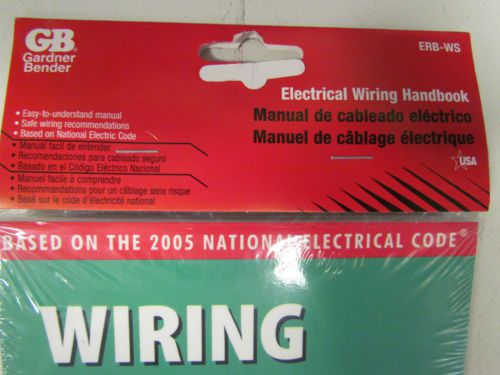 GB
Gardner
Bender
ERB-WS
Electrical Wiring Handbook
Manual de cableado eléctrico
Manuel de câblage électrique
USA
• Easy-to-understand manual
• Safe wiring recommendations
• Based on National Electric Code
• Manual facil de entender
• Recomendaciones para cableado seguro
• Basado en el Código Eléctrico Nacional
• Manuel facile à comprendre
• Recommandations pour un câblage sans risque
• Basé sur le code d'électricité national
BASED ON THE 2005 NATIONAL ELECTRICAL CODE®
WIRING